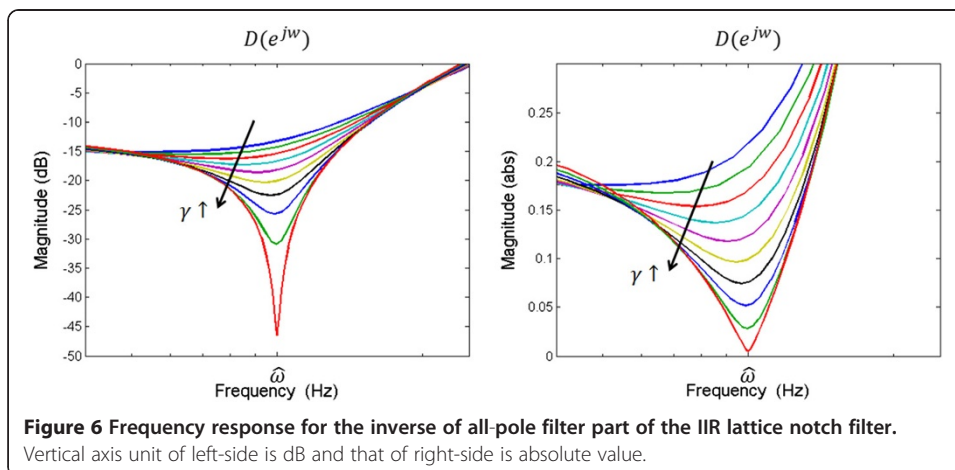 D(e^{jw})
0
-5
-10
-15
-20
-25
-30
-35
-40
-45
-50
Magnitude (dB)
γ ↑
ω̂
Frequency (Hz)
D(e^{jw})
0.25
0.2
0.15
0.1
0.05
0
Magnitude (abs)
γ ↑
ω̂
Frequency (Hz)
Figure 6 Frequency response for the inverse of all-pole filter part of the IIR lattice notch filter.
Vertical axis unit of left-side is dB and that of right-side is absolute value.